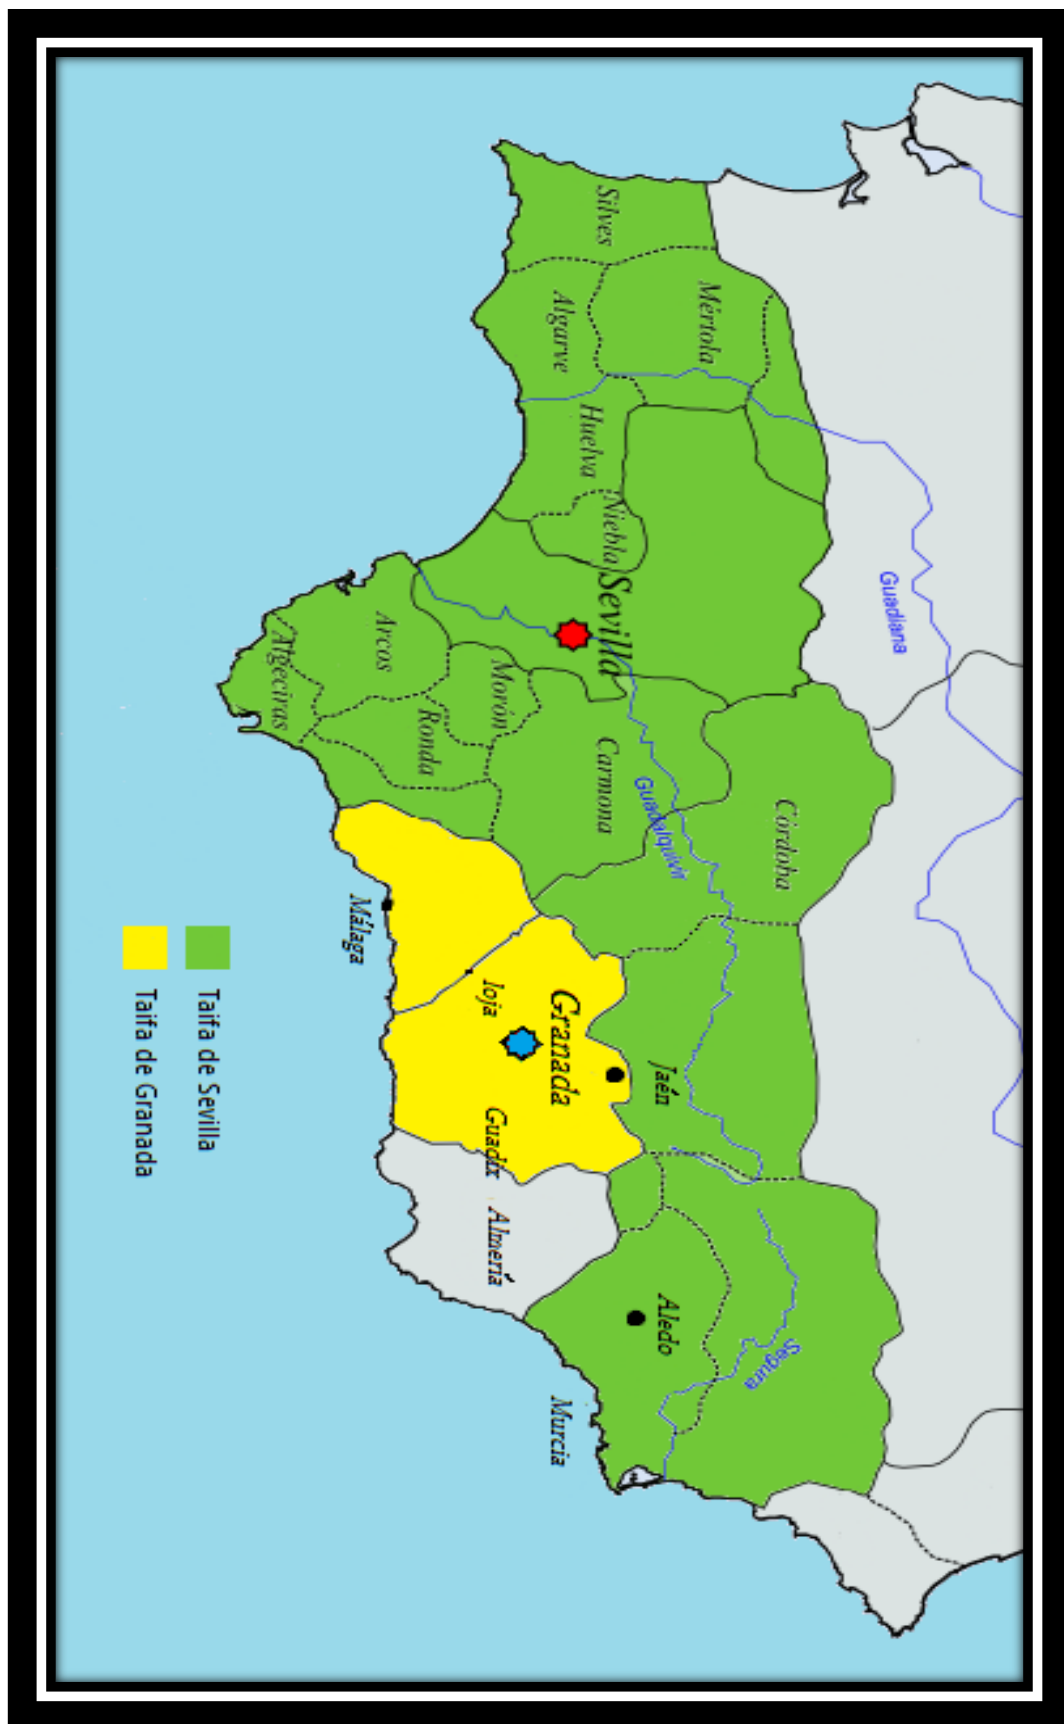 Silves
Mértola
Algarve
Huelva
Niebla
Sevilla
Guadiana
Arcos
Algeciras
Morón
Ronda
Carmona
Guadalquivir
Córdoba
Málaga
loja
Granada
Jaén
Guadix
Almería
Aledo
Segura
Murcia
Taifa de Sevilla
Taifa de Granada